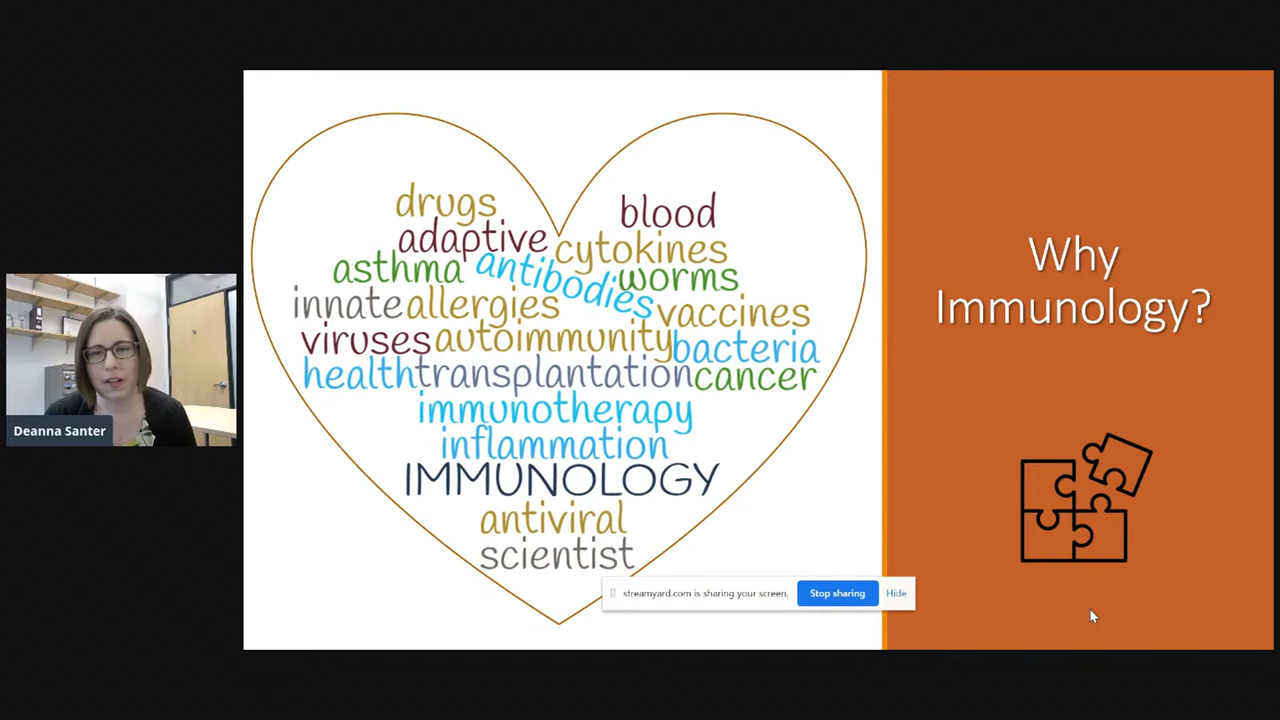 Deanna Santer
drugs
blood
adaptive
cytokines
asthma
antibodies
worms
innate
allergies
vaccines
viruses
autoimmunity
bacteria
health
transplantation
cancer
immunotherapy
inflammation
IMMUNOLOGY
antiviral
scientist
Why
Immunology?
streamyard.com is sharing your screen. Stop sharing Hide